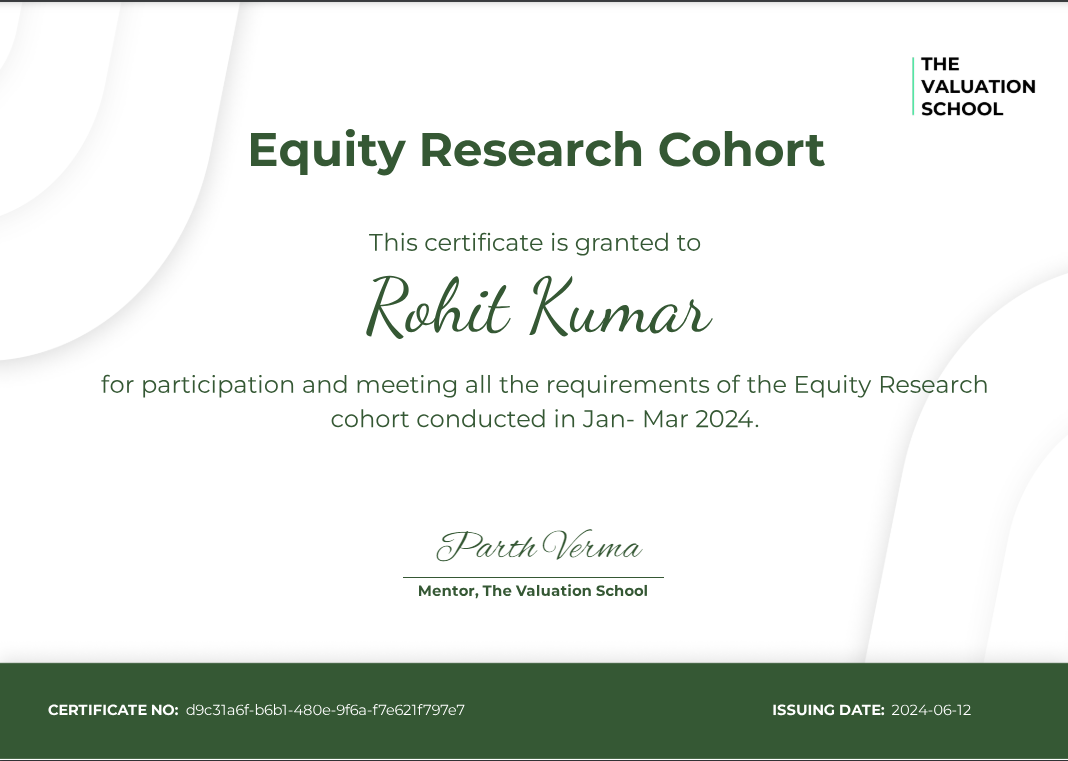 THE
VALUATION
SCHOOL
Equity Research Cohort
This certificate is granted to
Rohit Kumar
for participation and meeting all the requirements of the Equity Research
cohort conducted in Jan- Mar 2024.
Parth Verma
Mentor, The Valuation School
CERTIFICATE NO: d9c31a6f-b6b1-480e-9f6a-f7e621f797e7
ISSUING DATE: 2024-06-12